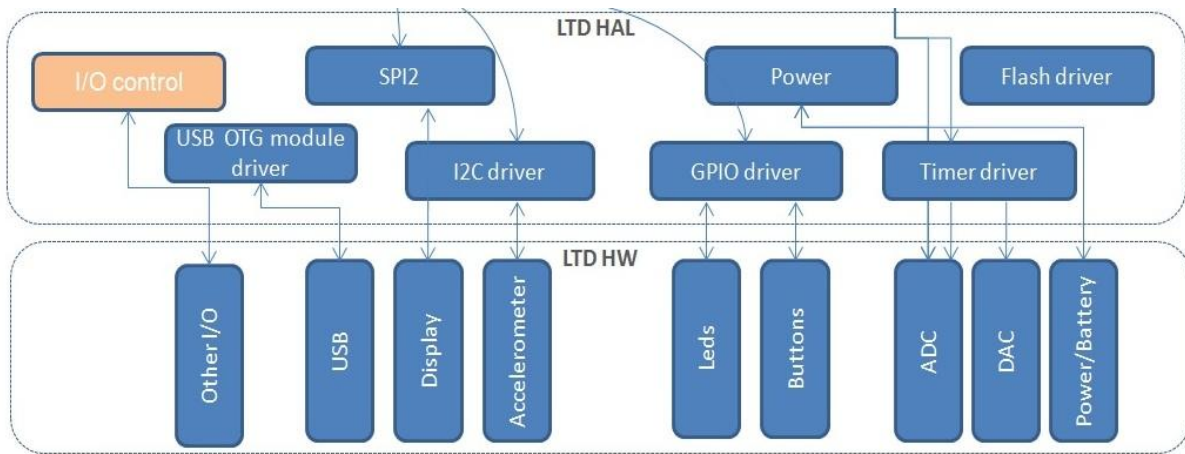 LTD HAL
I/O control
SPI2
Power
Flash driver
USB OTG module
driver
I2C driver
GPIO driver
Timer driver
LTD HW
Other I/O
USB
Display
Accelerometer
Leds
Buttons
ADC
DAC
Power/Battery